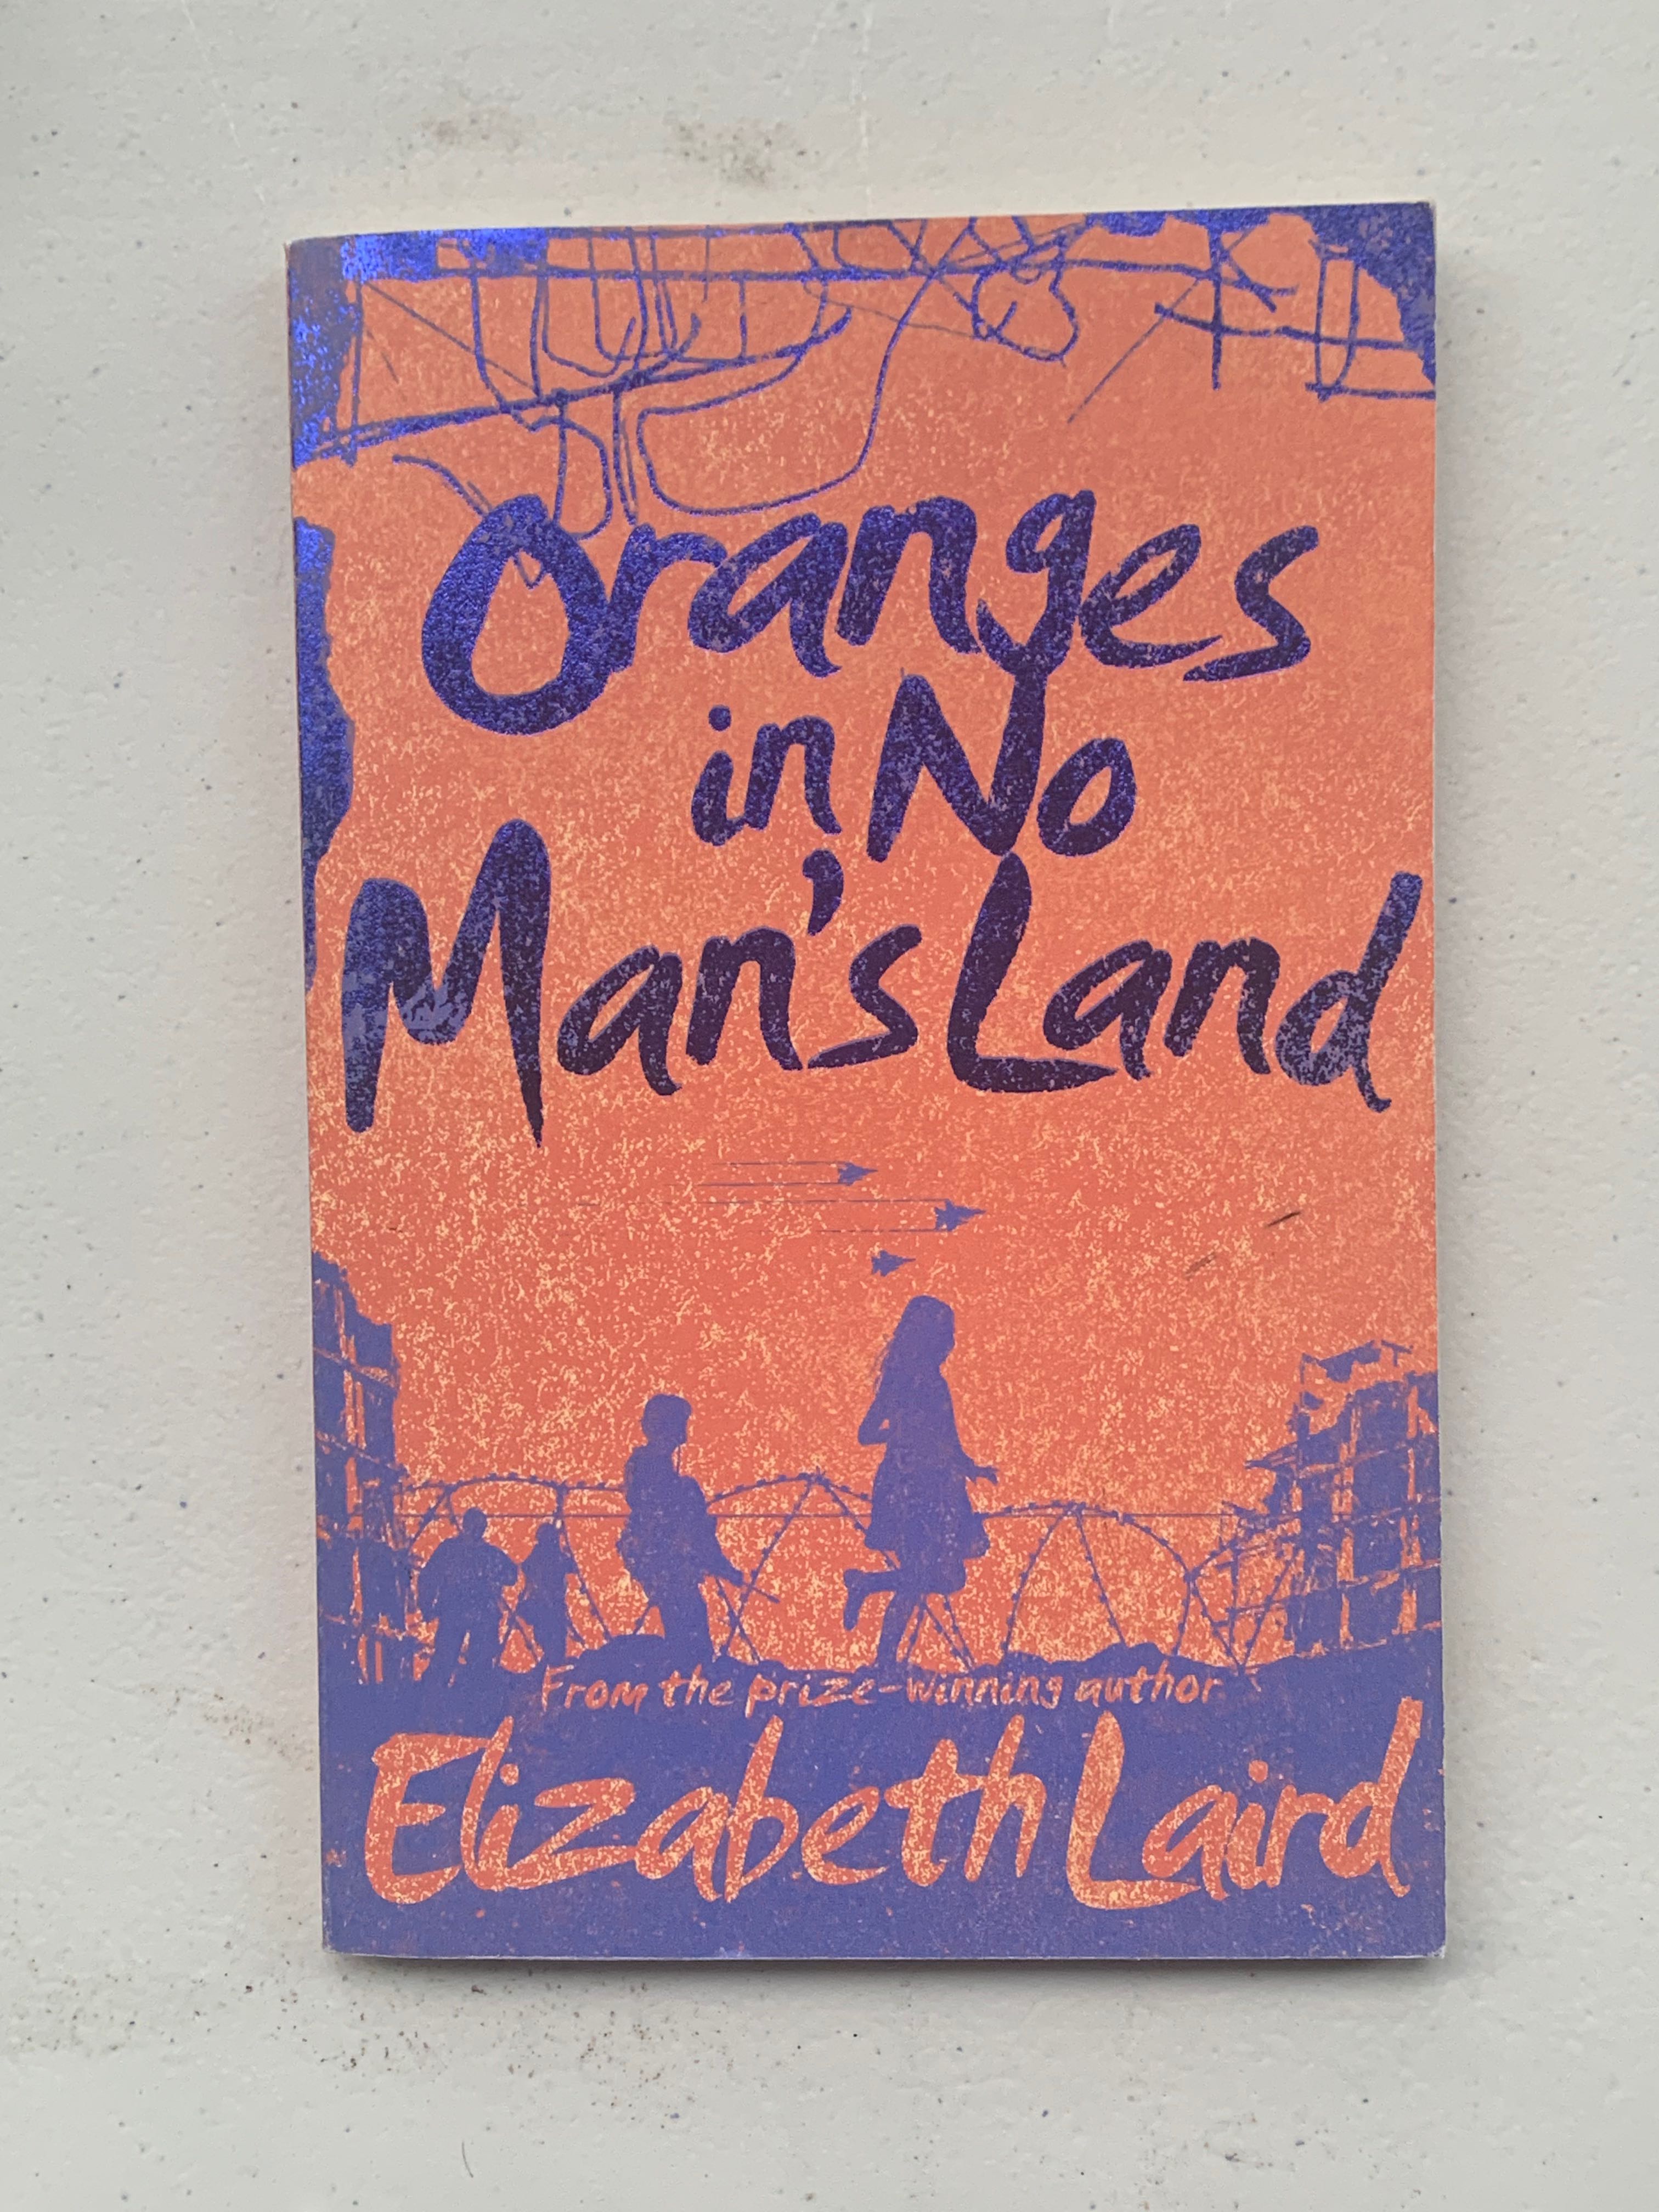 Oranges
in No
Man's Land
From the prize-winning author
Elizabeth Laird